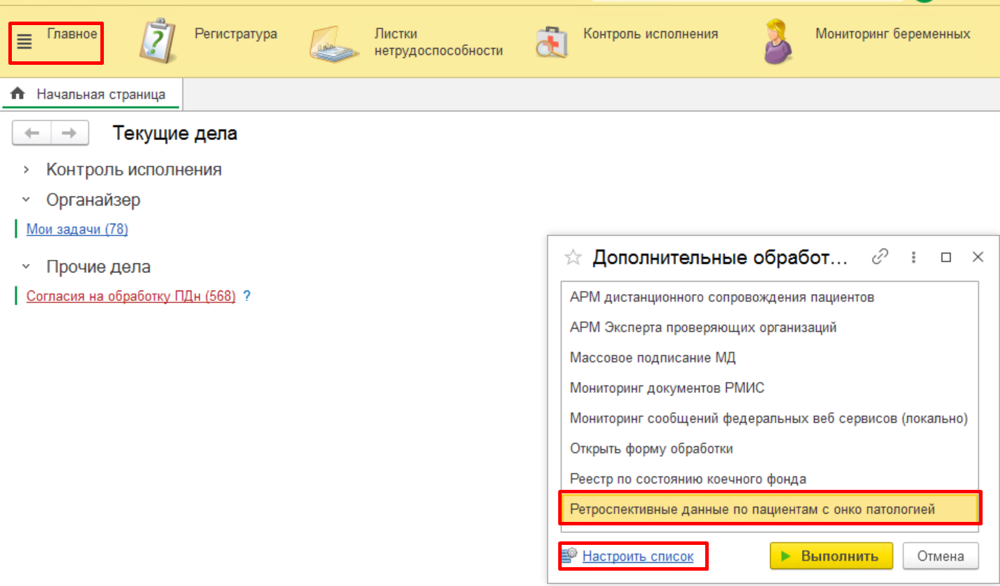 Главное
Регистратура
Листки
нетрудоспособности
Контроль исполнения
Мониторинг беременных
Начальная страница
Текущие дела
Контроль исполнения
Органайзер
Мои задачи (78)
Прочие дела
Согласия на обработку ПДн (568) ?
Дополнительные обработ...
АРМ дистанционного сопровождения пациентов
АРМ Эксперта проверяющих организаций
Массовое подписание МД
Мониторинг документов РМИС
Мониторинг сообщений федеральных веб сервисов (локально)
Открыть форму обработки
Реестр по состоянию коечного фонда
Ретроспективные данные по пациентам с онко патологией
Настроить список
Выполнить
Отмена